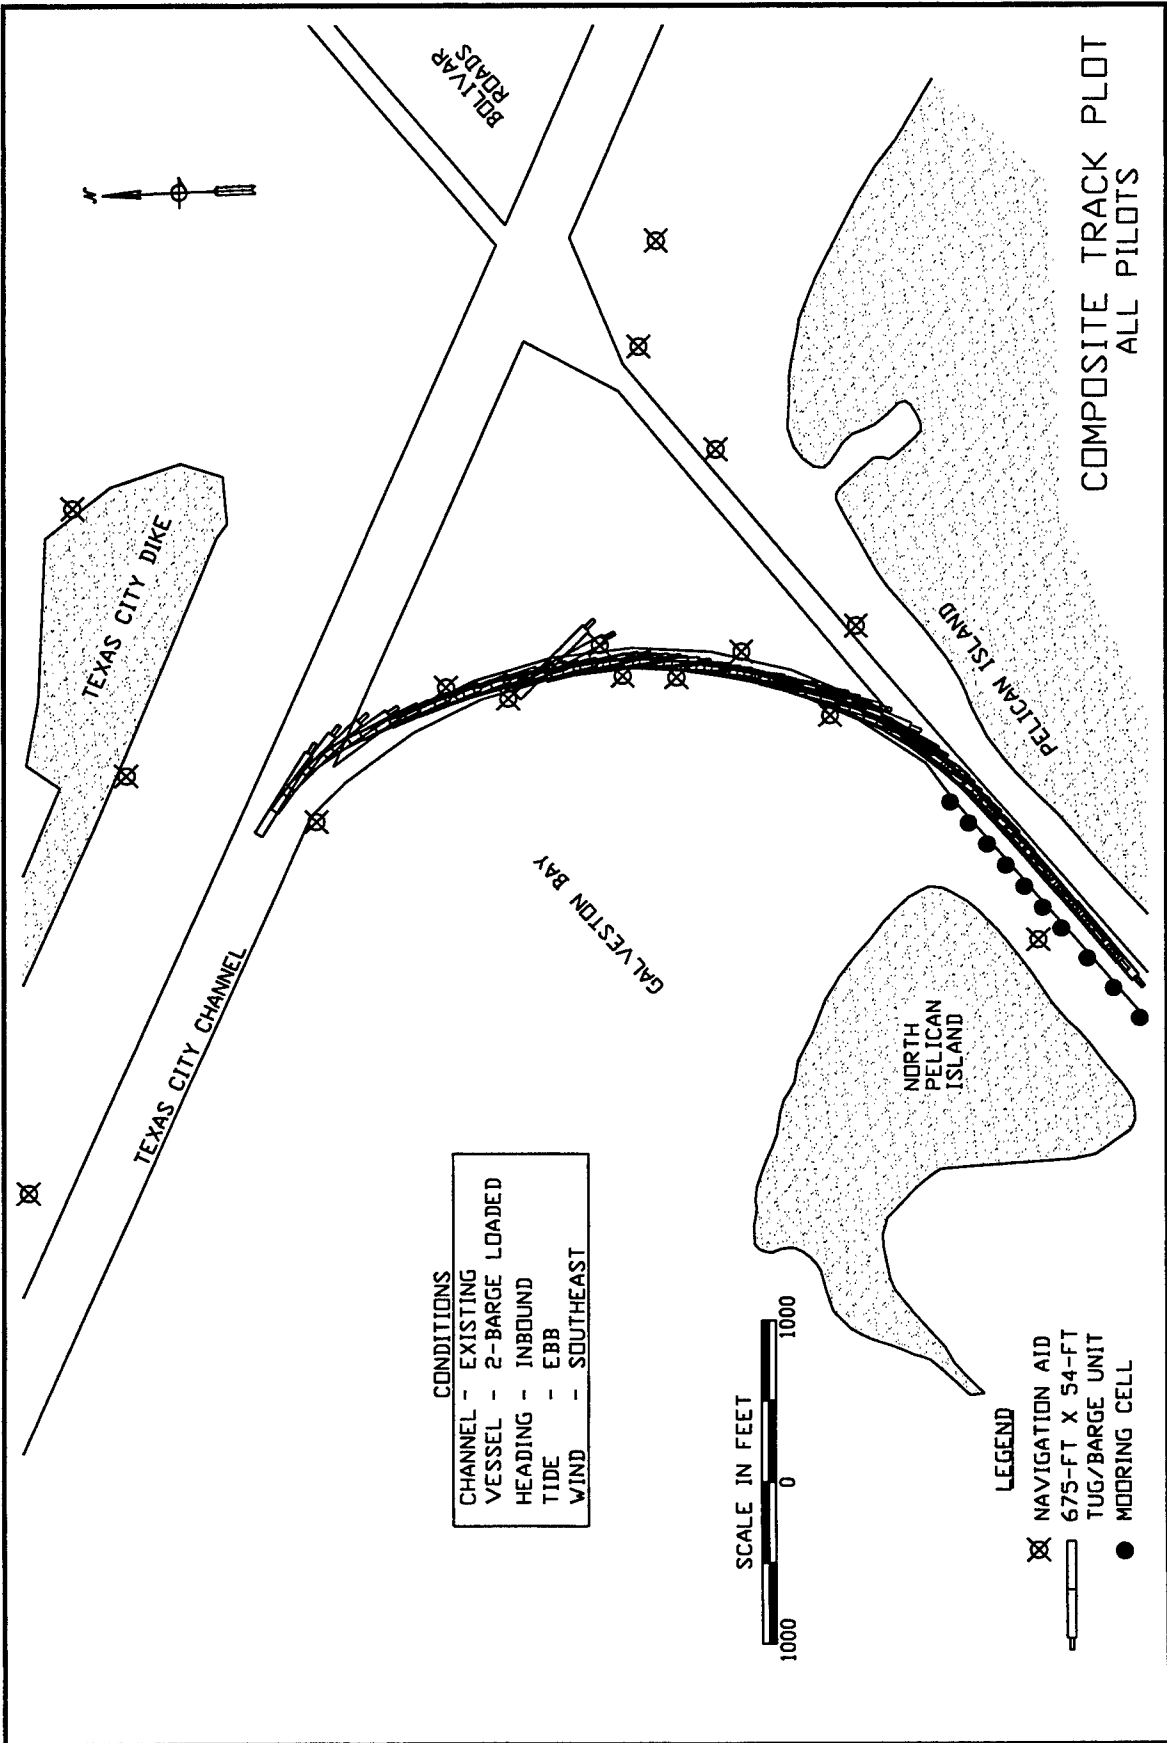 N
BOLIVAR
ROADS
TEXAS CITY DIKE
TEXAS CITY CHANNEL
GALVESTON BAY
PELICAN ISLAND
NORTH
PELICAN
ISLAND
CONDITIONS
CHANNEL - EXISTING
VESSEL - 2-BARGE LOADED
HEADING - INBOUND
TIDE - EBB
WIND - SOUTHEAST
SCALE IN FEET
1000 0 1000
LEGEND
NAVIGATION AID
675-FT X 54-FT
TUG/BARGE UNIT
MOORING CELL
COMPOSITE TRACK PLOT
ALL PILOTS